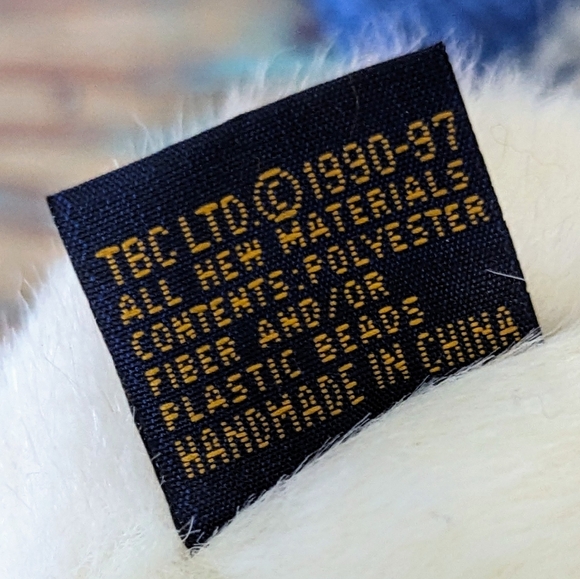 TBC LTD © 1990-97
ALL NEW MATERIALS
CONTENTS:POLYESTER
FIBER AND/OR
PLASTIC BEADS
HANDMADE IN CHINA